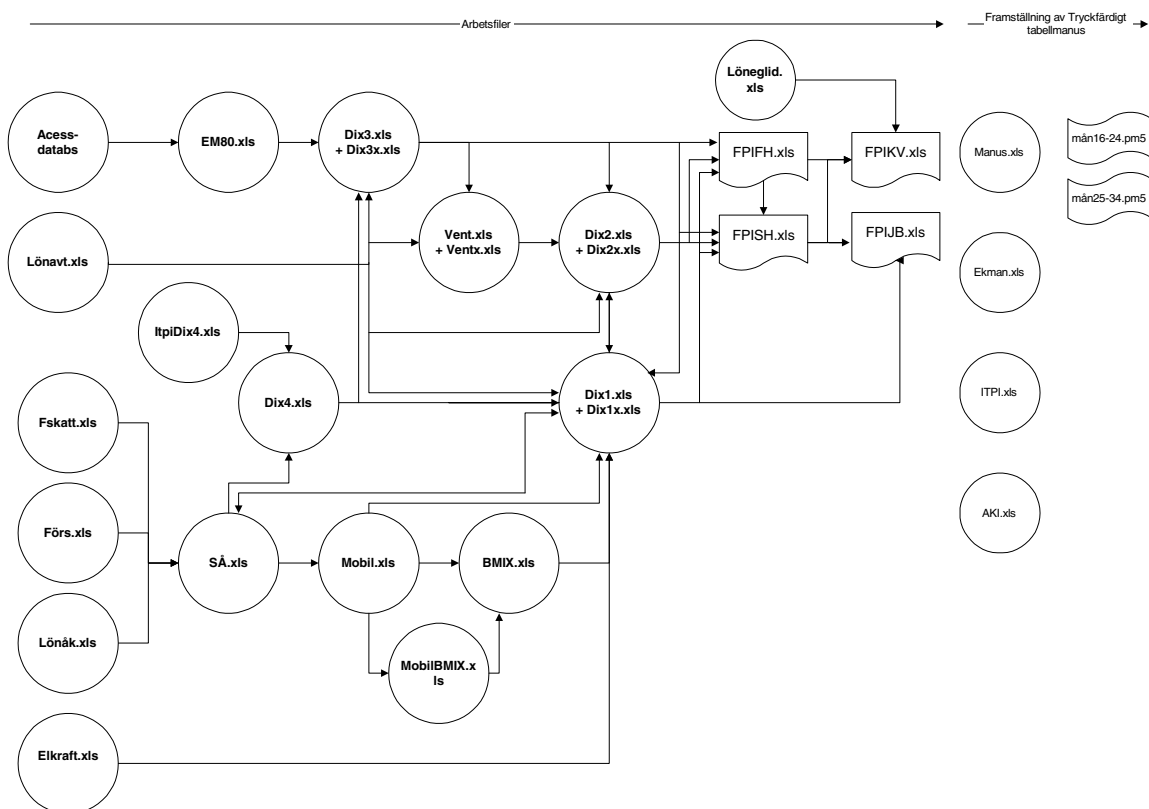 Arbetsfiler
Framställning av Tryckfärdigt
tabellmanus
Löneglid.
xls
Acess-
databs
EM80.xls
Dix3.xls
+ Dix3x.xls
FPIFH.xls
FPIKV.xls
Manus.xls
mån16-24.pm5
mån25-34.pm5
Lönavt.xls
Vent.xls
+ Ventx.xls
Dix2.xls
+ Dix2x.xls
FPISH.xls
FPIJB.xls
Ekman.xls
ItpiDix4.xls
Dix4.xls
Dix1.xls
+ Dix1x.xls
ITPI.xls
Fskatt.xls
Förs.xls
SÅ.xls
Mobil.xls
BMIX.xls
AKI.xls
Lönåk.xls
MobilBMIX.x
ls
Elkraft.xls